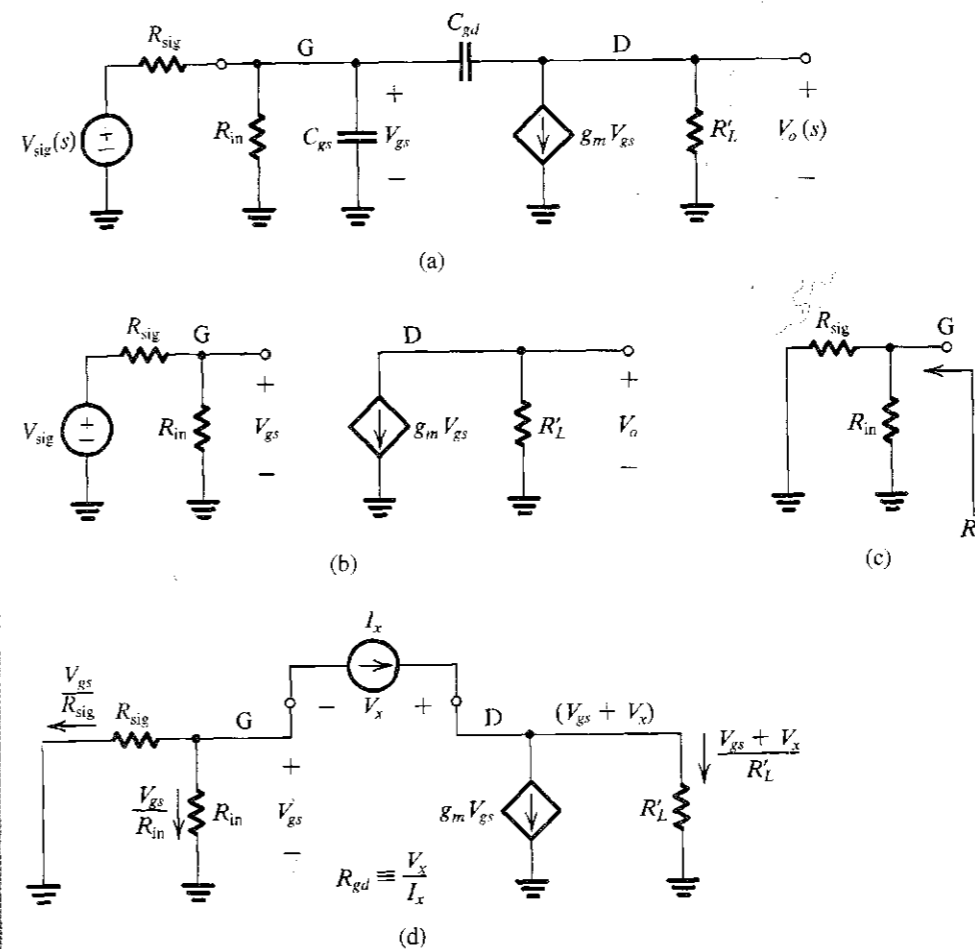 C_gd
R_sig
G
D
+
+
V_sig(s)
+
−
R_in
C_gs
V_gs
g_m V_gs
R′_L
V_o(s)
−
−
(a)
R_sig
G
D
R_sig
G
+
+
V_sig
+
−
R_in
V_gs
g_m V_gs
R′_L
V_o
R_in
−
−
R
(b)
(c)
I_x
V_gs
R_sig
R_sig
G
−
V_x
+
D
(V_gs + V_x)
V_gs + V_x
R′_L
+
V_gs
R_in
R_in
V_gs
g_m V_gs
R′_L
−
R_gd ≡ V_x
I_x
(d)